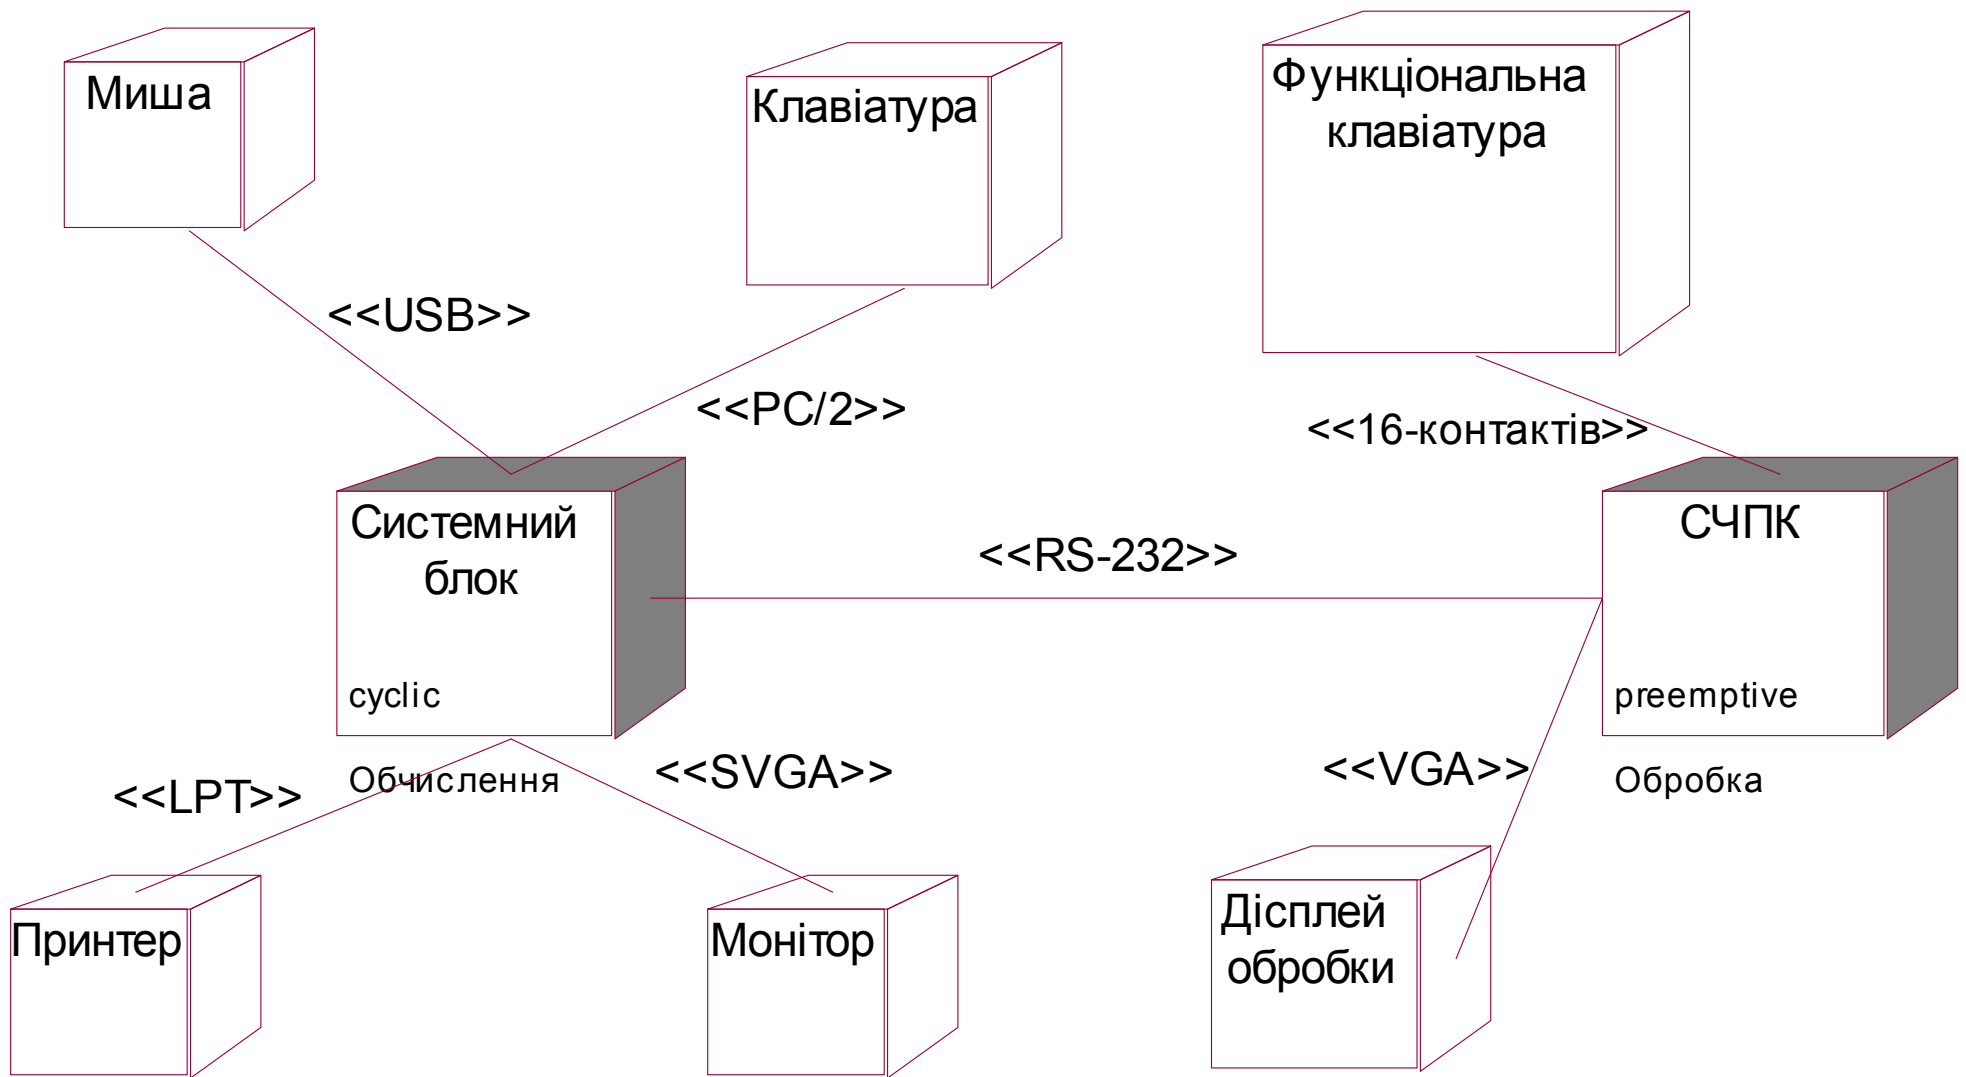 Миша
Клавіатура
Функціональна
клавіатура
<<USB>>
<<PC/2>>
<<16-контактів>>
Системний
блок
cyclic
Обчислення
<<RS-232>>
СЧПК
preemptive
Обробка
<<LPT>>
<<SVGA>>
<<VGA>>
Принтер
Монітор
Дісплей
обробки